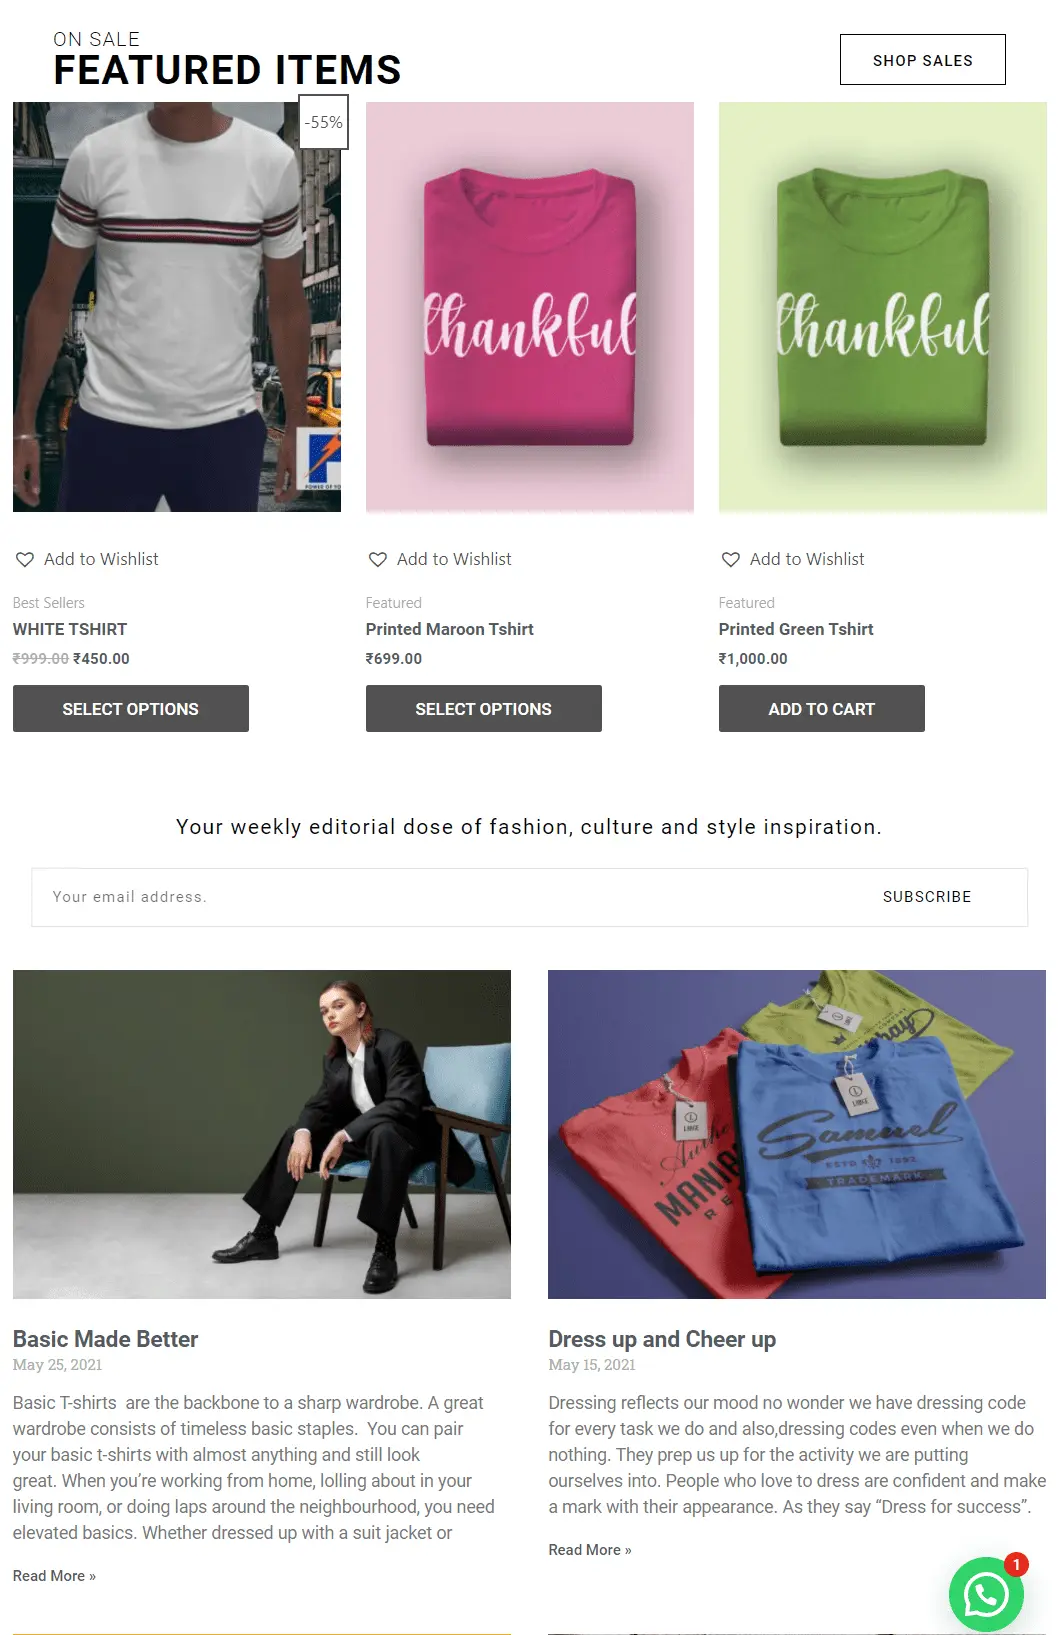 ON SALE
FEATURED ITEMS
SHOP SALES
-55%
thankful
thankful
Add to Wishlist
Add to Wishlist
Add to Wishlist
Best Sellers
WHITE TSHIRT
₹999.00 ₹450.00
SELECT OPTIONS
Featured
Printed Maroon Tshirt
₹699.00
SELECT OPTIONS
Featured
Printed Green Tshirt
₹1,000.00
ADD TO CART
Your weekly editorial dose of fashion, culture and style inspiration.
Your email address.
SUBSCRIBE
Samuel
ESTD 1892
TRADEMARK
Basic Made Better
May 25, 2021
Basic T-shirts are the backbone to a sharp wardrobe. A great
wardrobe consists of timeless basic staples. You can pair
your basic t-shirts with almost anything and still look
great. When you’re working from home, lolling about in your
living room, or doing laps around the neighbourhood, you need
elevated basics. Whether dressed up with a suit jacket or
Read More »
Dress up and Cheer up
May 15, 2021
Dressing reflects our mood no wonder we have dressing code
for every task we do and also,dressing codes even when we do
nothing. They prep us up for the activity we are putting
ourselves into. People who love to dress are confident and make
a mark with their appearance. As they say “Dress for success”.
Read More »
1